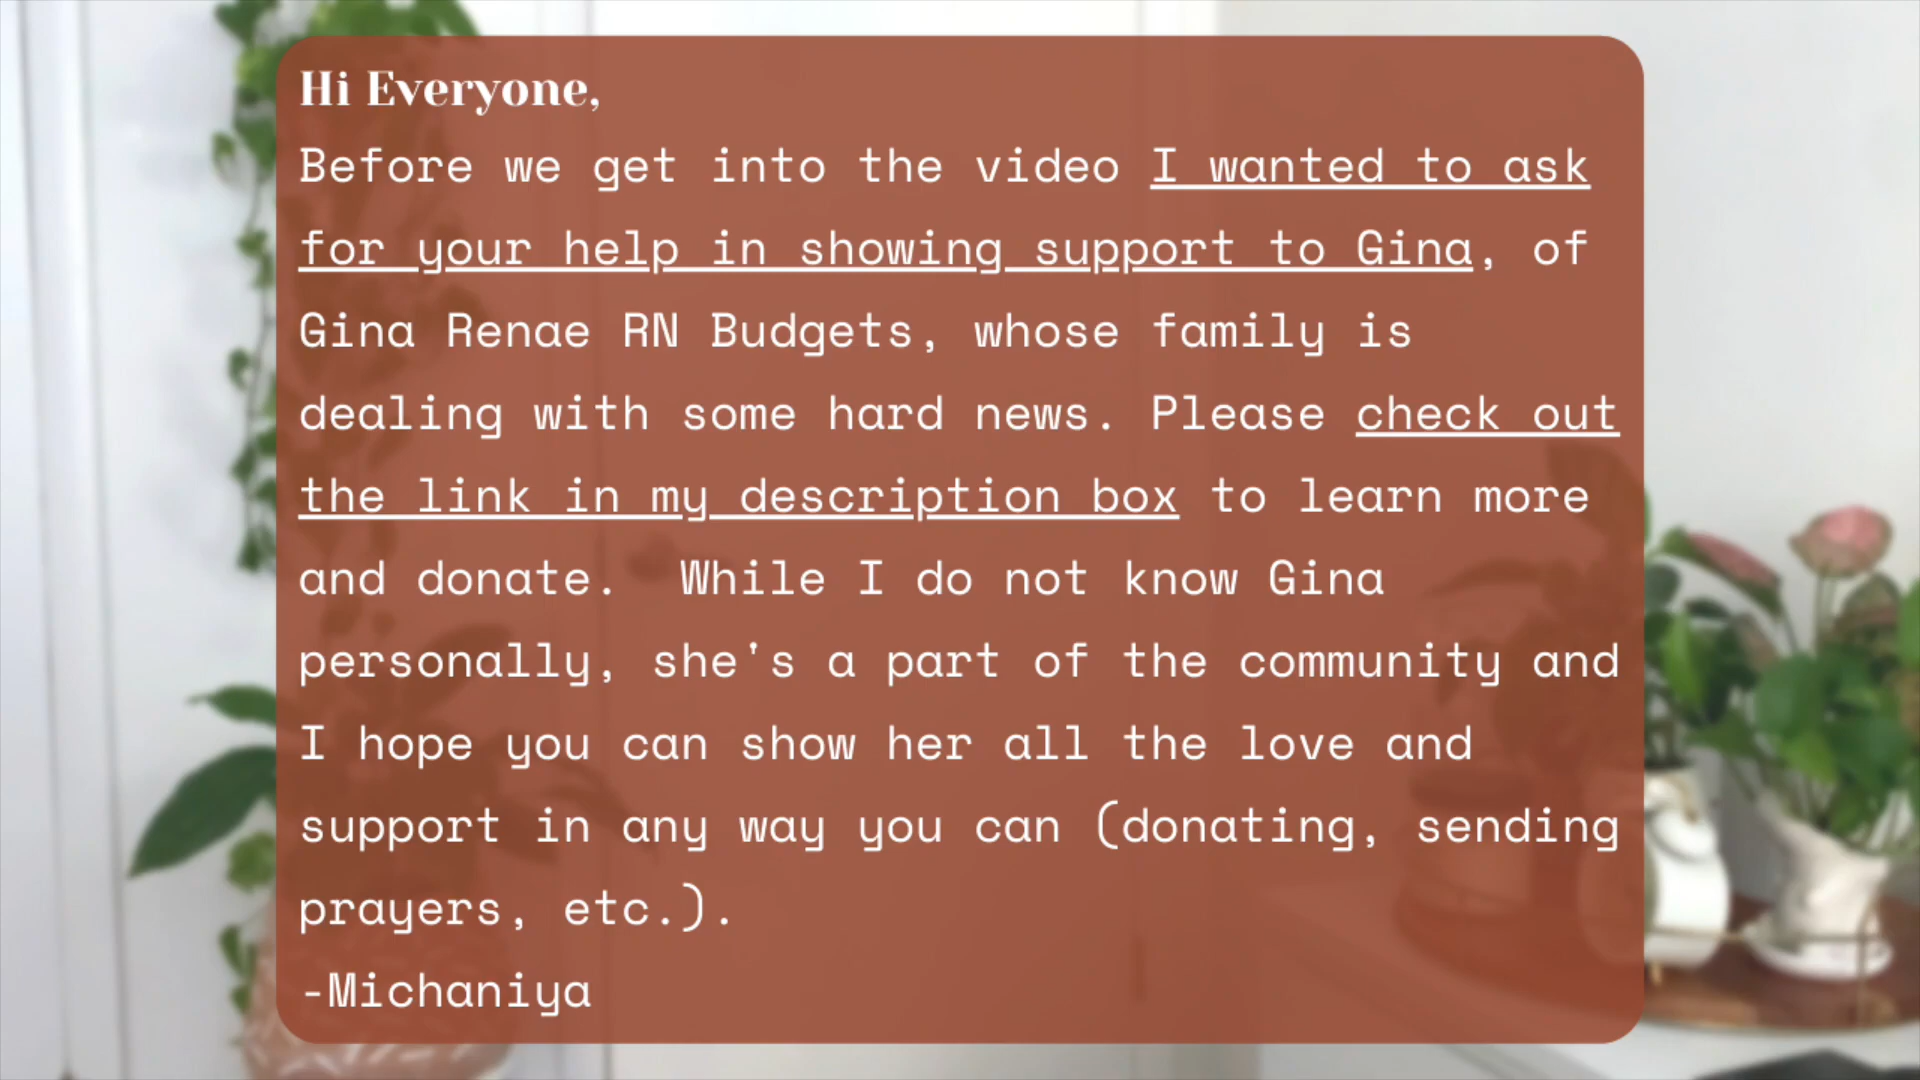 Hi Everyone,
Before we get into the video I wanted to ask
for your help in showing support to Gina, of
Gina Renae RN Budgets, whose family is
dealing with some hard news. Please check out
the link in my description box to learn more
and donate.  While I do not know Gina
personally, she's a part of the community and
I hope you can show her all the love and
support in any way you can (donating, sending
prayers, etc.).
-Michaniya